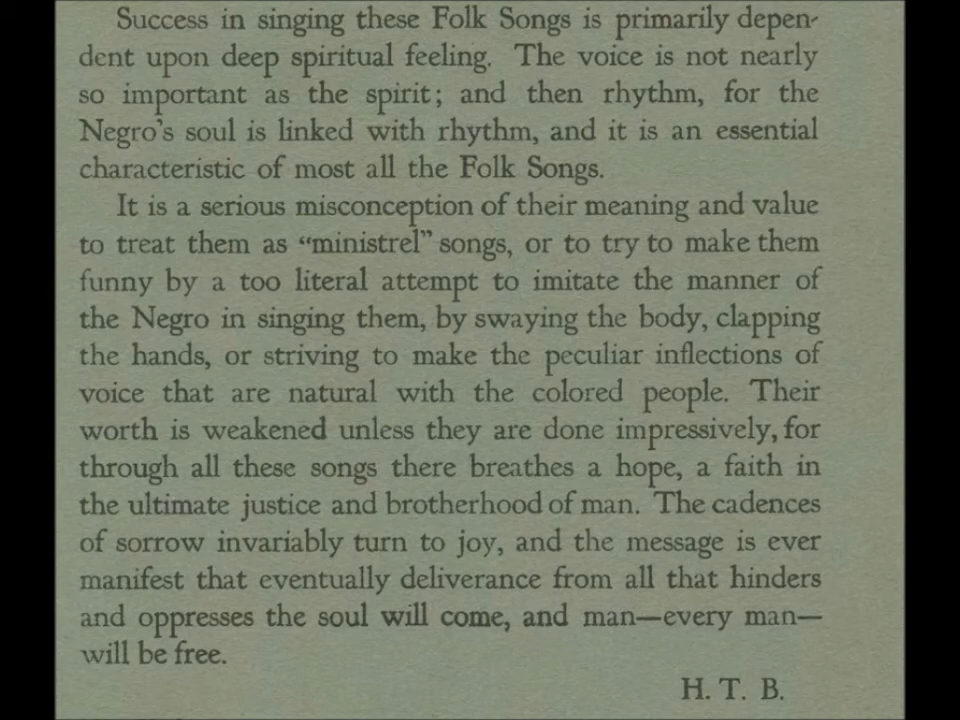 Success in singing these Folk Songs is primarily depen-
dent upon deep spiritual feeling. The voice is not nearly
so important as the spirit; and then rhythm, for the
Negro's soul is linked with rhythm, and it is an essential
characteristic of most all the Folk Songs.
It is a serious misconception of their meaning and value
to treat them as “ministrel” songs, or to try to make them
funny by a too literal attempt to imitate the manner of
the Negro in singing them, by swaying the body, clapping
the hands, or striving to make the peculiar inflections of
voice that are natural with the colored people. Their
worth is weakened unless they are done impressively, for
through all these songs there breathes a hope, a faith in
the ultimate justice and brotherhood of man. The cadences
of sorrow invariably turn to joy, and the message is ever
manifest that eventually deliverance from all that hinders
and oppresses the soul will come, and man—every man—
will be free.
H. T. B.